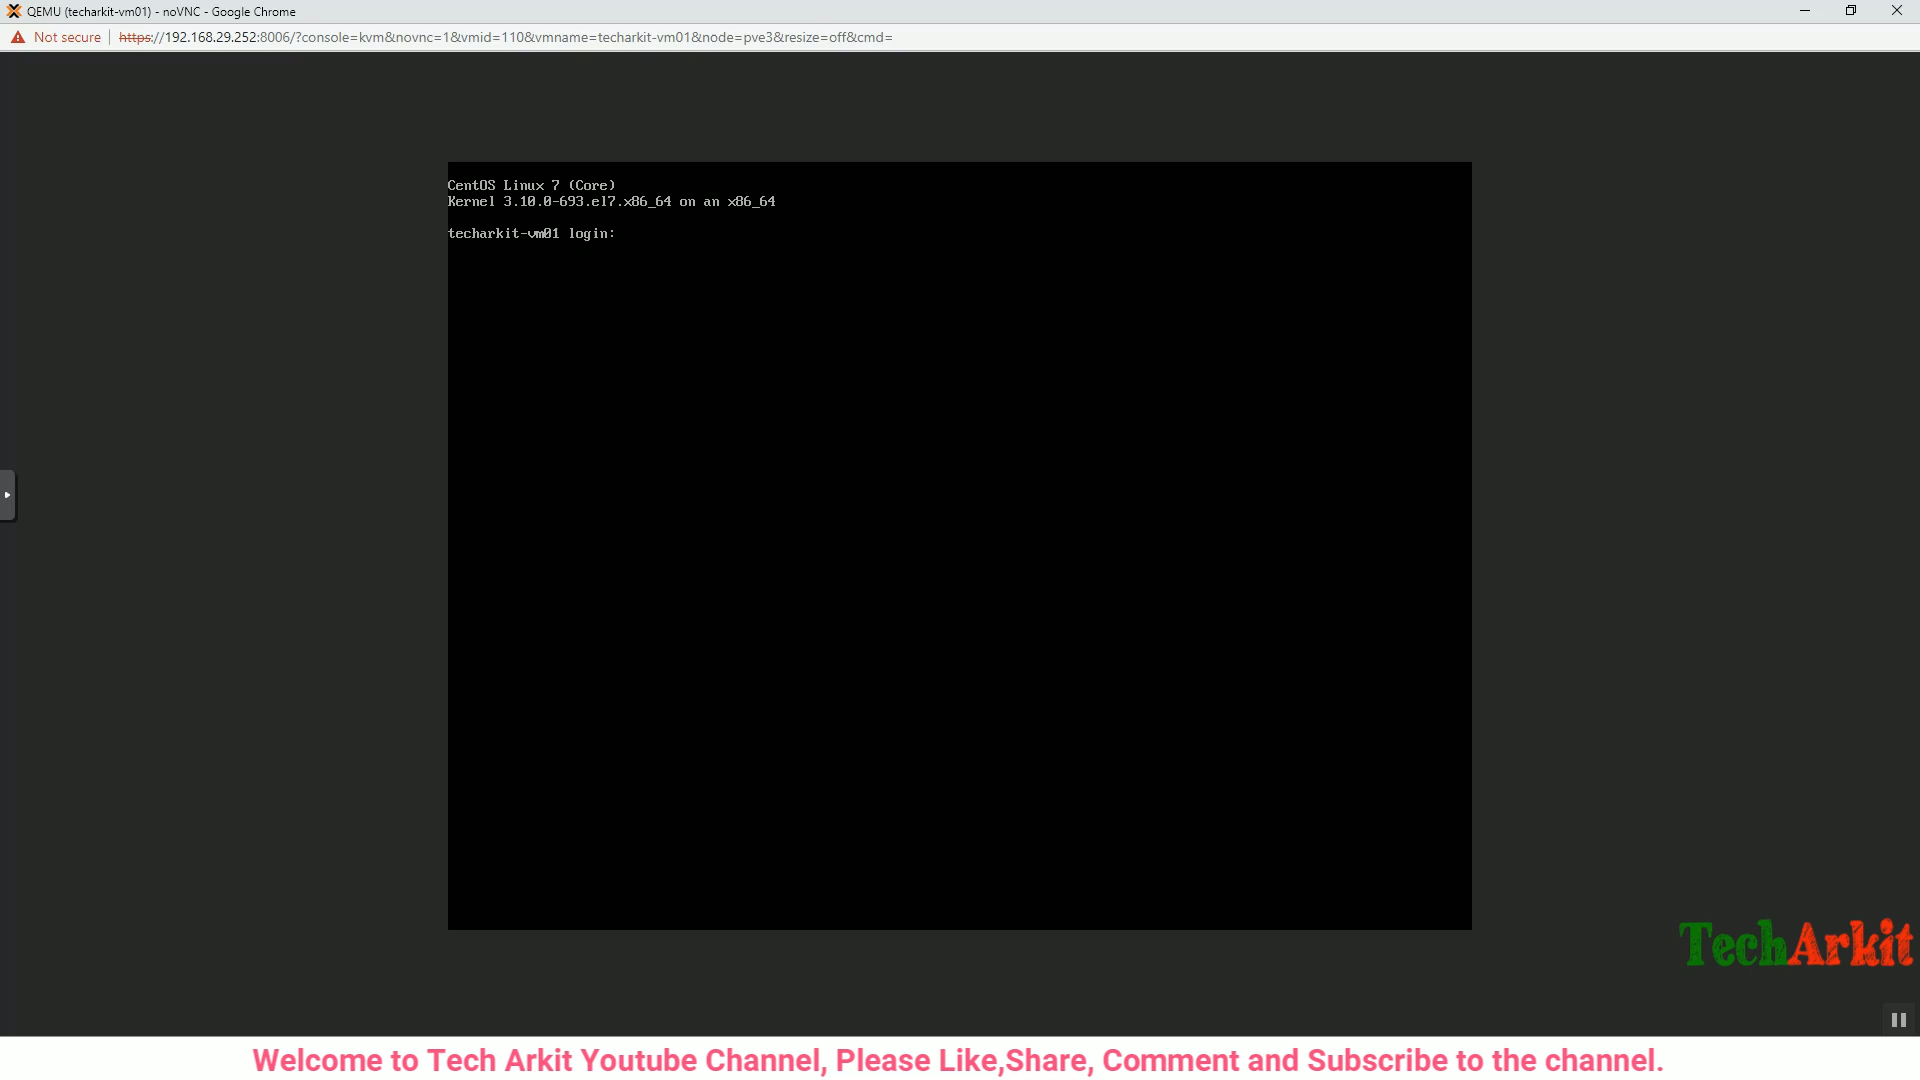 QEMU (techarkit-vm01) - noVNC - Google Chrome
Not secure | https://192.168.29.252:8006/?console=kvm&novnc=1&vmid=110&vmname=techarkit-vm01&node=pve3&resize=off&cmd=
CentOS Linux 7 (Core)
Kernel 3.10.0-693.el7.x86_64 on an x86_64
techarkit-vm01 login:
TechArkit
Welcome to Tech Arkit Youtube Channel, Please Like,Share, Comment and Subscribe to the channel.